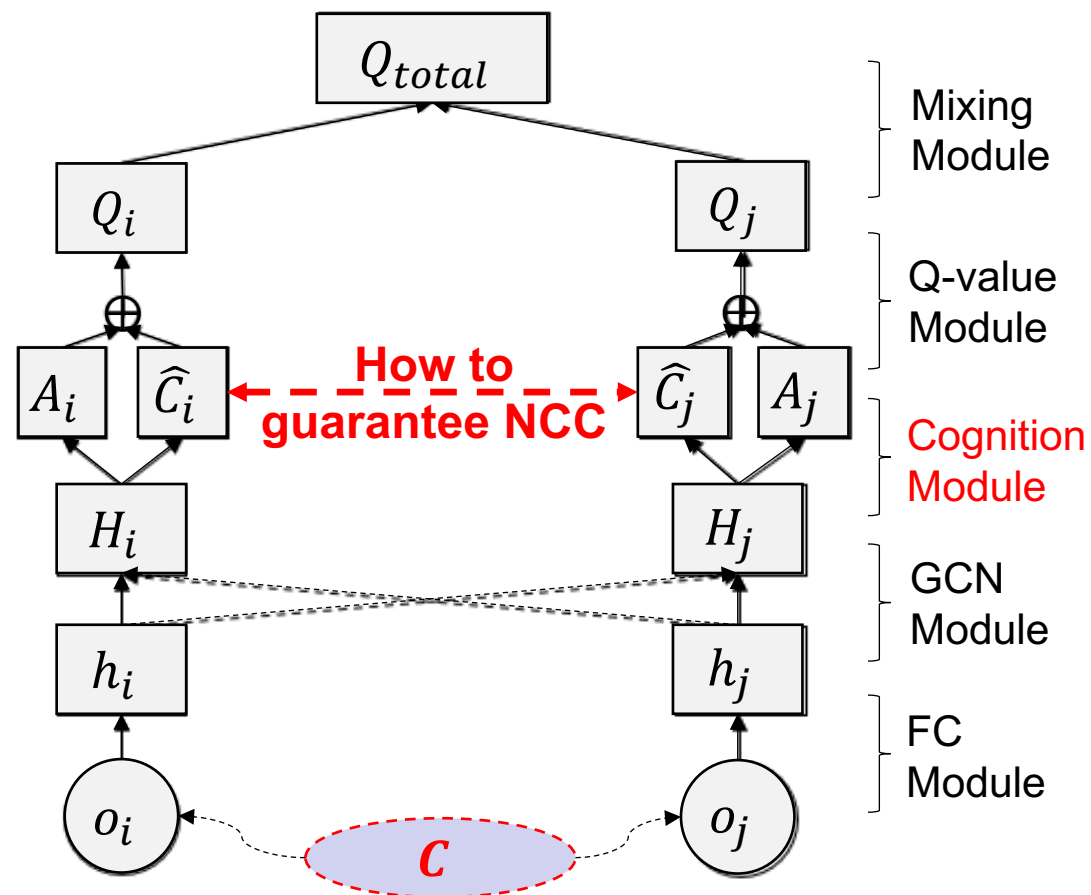 Q_total
Mixing
Module
Q_i
Q_j
Q-value
Module
⊕
⊕
A_i
Ĉ_i
How to
guarantee NCC
Ĉ_j
A_j
Cognition
Module
H_i
H_j
GCN
Module
h_i
h_j
FC
Module
o_i
C
o_j